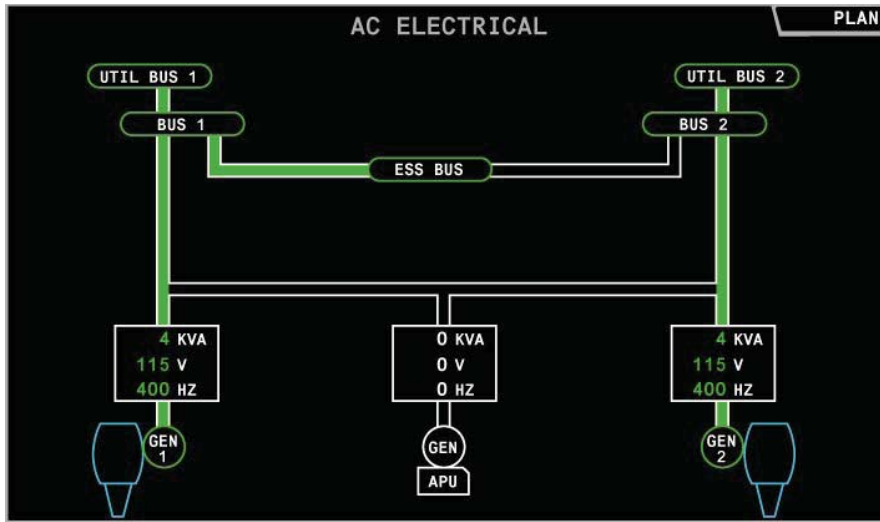 AC ELECTRICAL
PLAN
UTIL BUS 1
UTIL BUS 2
BUS 1
BUS 2
ESS BUS
4 KVA
115 V
400 HZ
0 KVA
0 V
0 HZ
4 KVA
115 V
400 HZ
GEN
1
GEN
APU
GEN
2